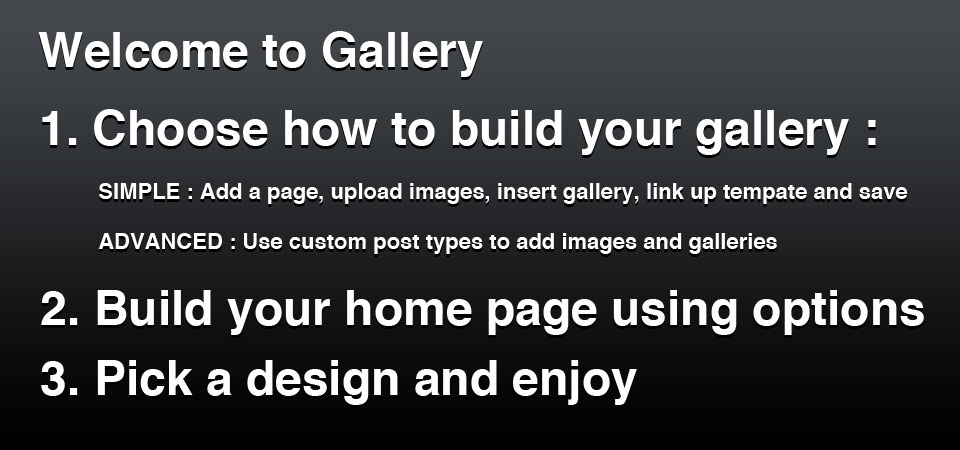 Welcome to Gallery
1. Choose how to build your gallery :
SIMPLE : Add a page, upload images, insert gallery, link up tempate and save
ADVANCED : Use custom post types to add images and galleries
2. Build your home page using options
3. Pick a design and enjoy